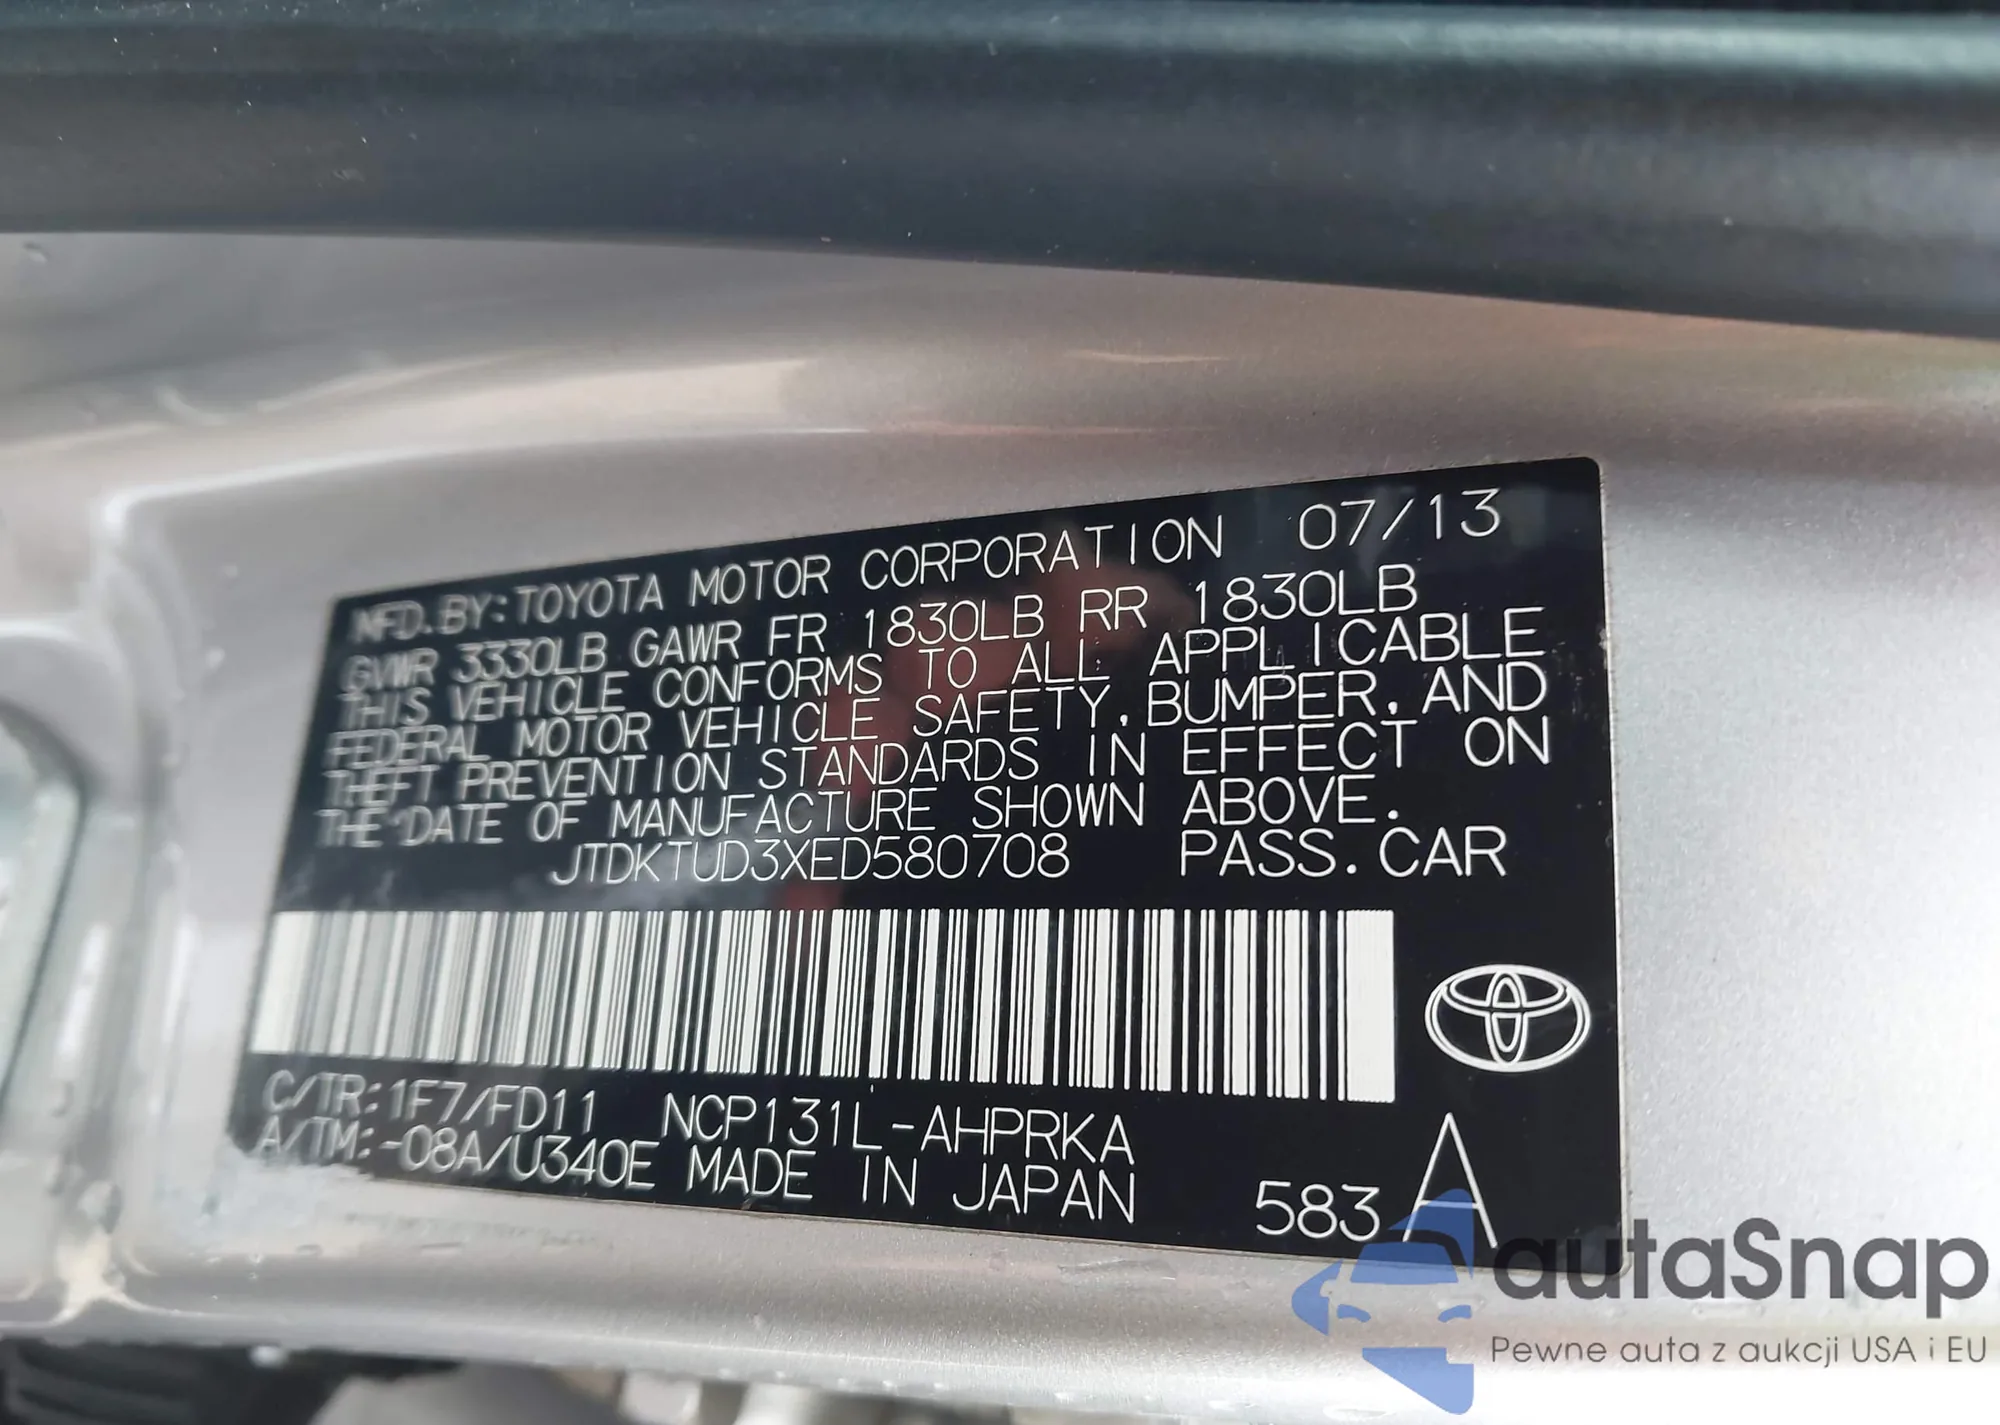 MFD.BY:TOYOTA MOTOR CORPORATION 07/13
GVWR 3330LB GAWR FR 1830LB RR 1830LB
THIS VEHICLE CONFORMS TO ALL APPLICABLE
FEDERAL MOTOR VEHICLE SAFETY, BUMPER, AND
THEFT PREVENTION STANDARDS IN EFFECT ON
THE DATE OF MANUFACTURE SHOWN ABOVE.
JTDKTUD3XED580708 PASS.CAR
C/TR:1F7/FD11 NCP131L-AHPRKA
A/TM:-08A/U340E MADE IN JAPAN
583A
autaSnap
Pewne auta z aukcji USA i EU